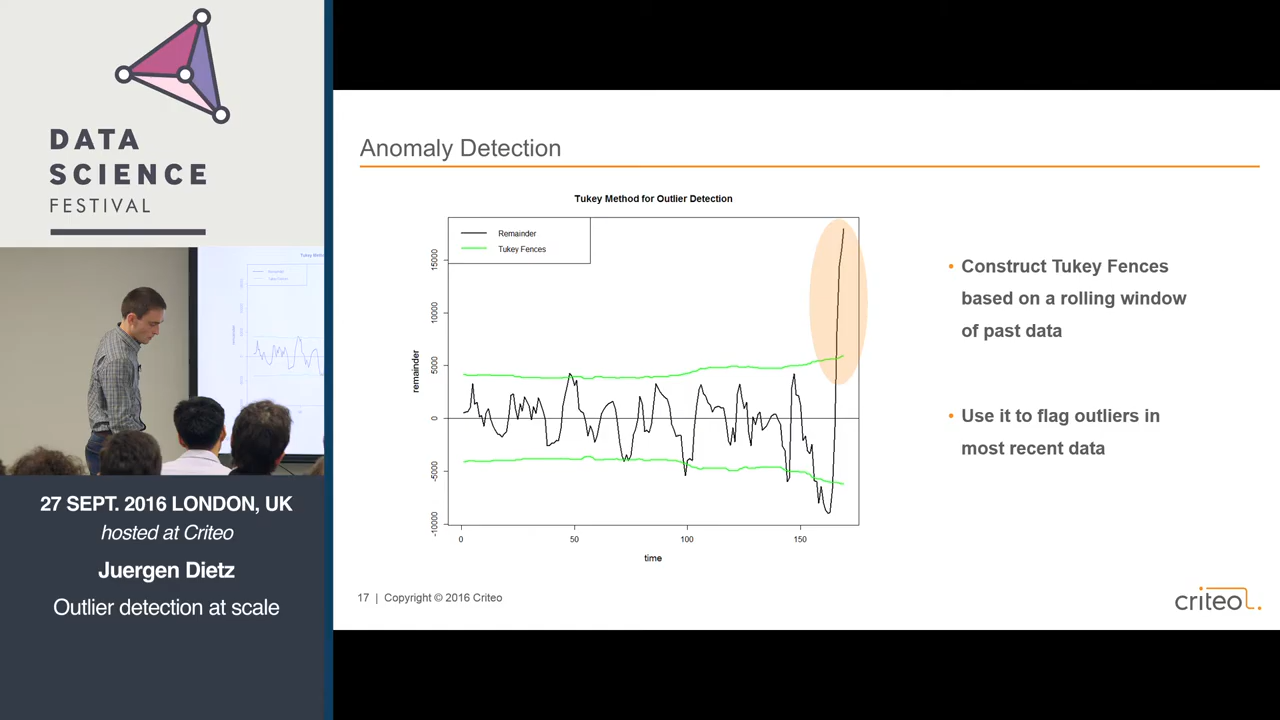 DATA
SCIENCE
FESTIVAL
27 SEPT. 2016 LONDON, UK
hosted at Criteo
Juergen Dietz
Outlier detection at scale
Anomaly Detection
Tukey Method for Outlier Detection
Remainder
Tukey Fences
remainder
15000
10000
5000
0
-5000
-10000
0
50
100
150
time
• Construct Tukey Fences
based on a rolling window
of past data
• Use it to flag outliers in
most recent data
17 | Copyright © 2016 Criteo
criteo